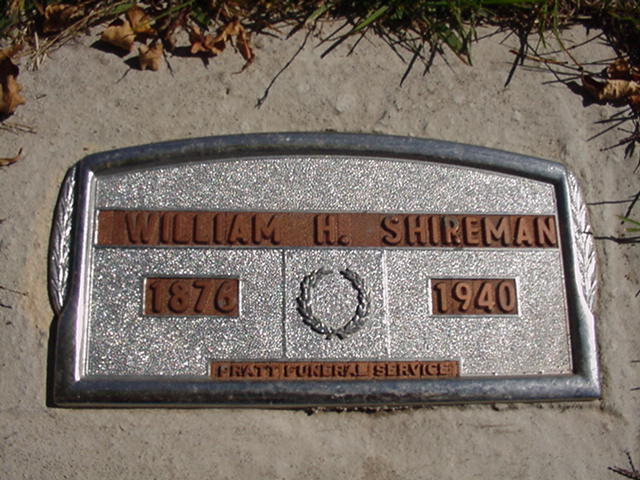 WILLIAM H. SHIREMAN
1876 1940
PRATT FUNERAL SERVICE